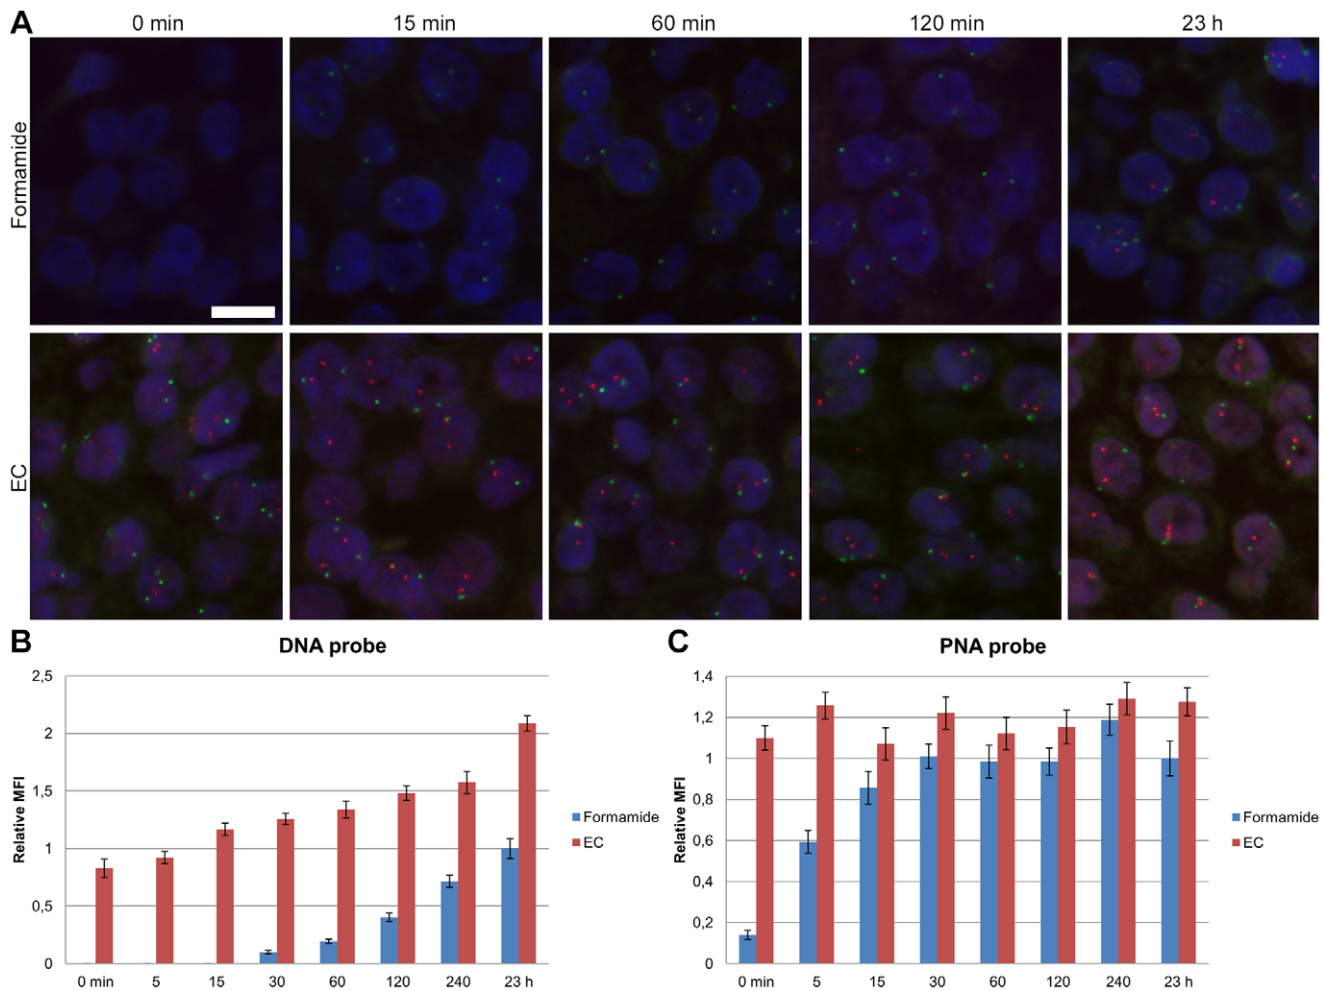 A
0 min 15 min 60 min 120 min 23 h
Formamide
EC
B
DNA probe
2,5
2
1,5
1
0,5
0
Relative MFI
0 min 5 15 30 60 120 240 23 h
Formamide
EC
C
PNA probe
1,4
1,2
1
0,8
0,6
0,4
0,2
0
Relative MFI
0 min 5 15 30 60 120 240 23 h
Formamide
EC